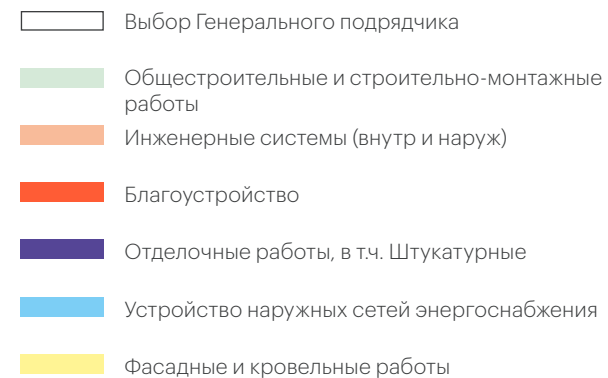 Выбор Генерального подрядчика
Общестроительные и строительно-монтажные
работы
Инженерные системы (внутр и наруж)
Благоустройство
Отделочные работы, в т.ч. Штукатурные
Устройство наружных сетей энергоснабжения
Фасадные и кровельные работы